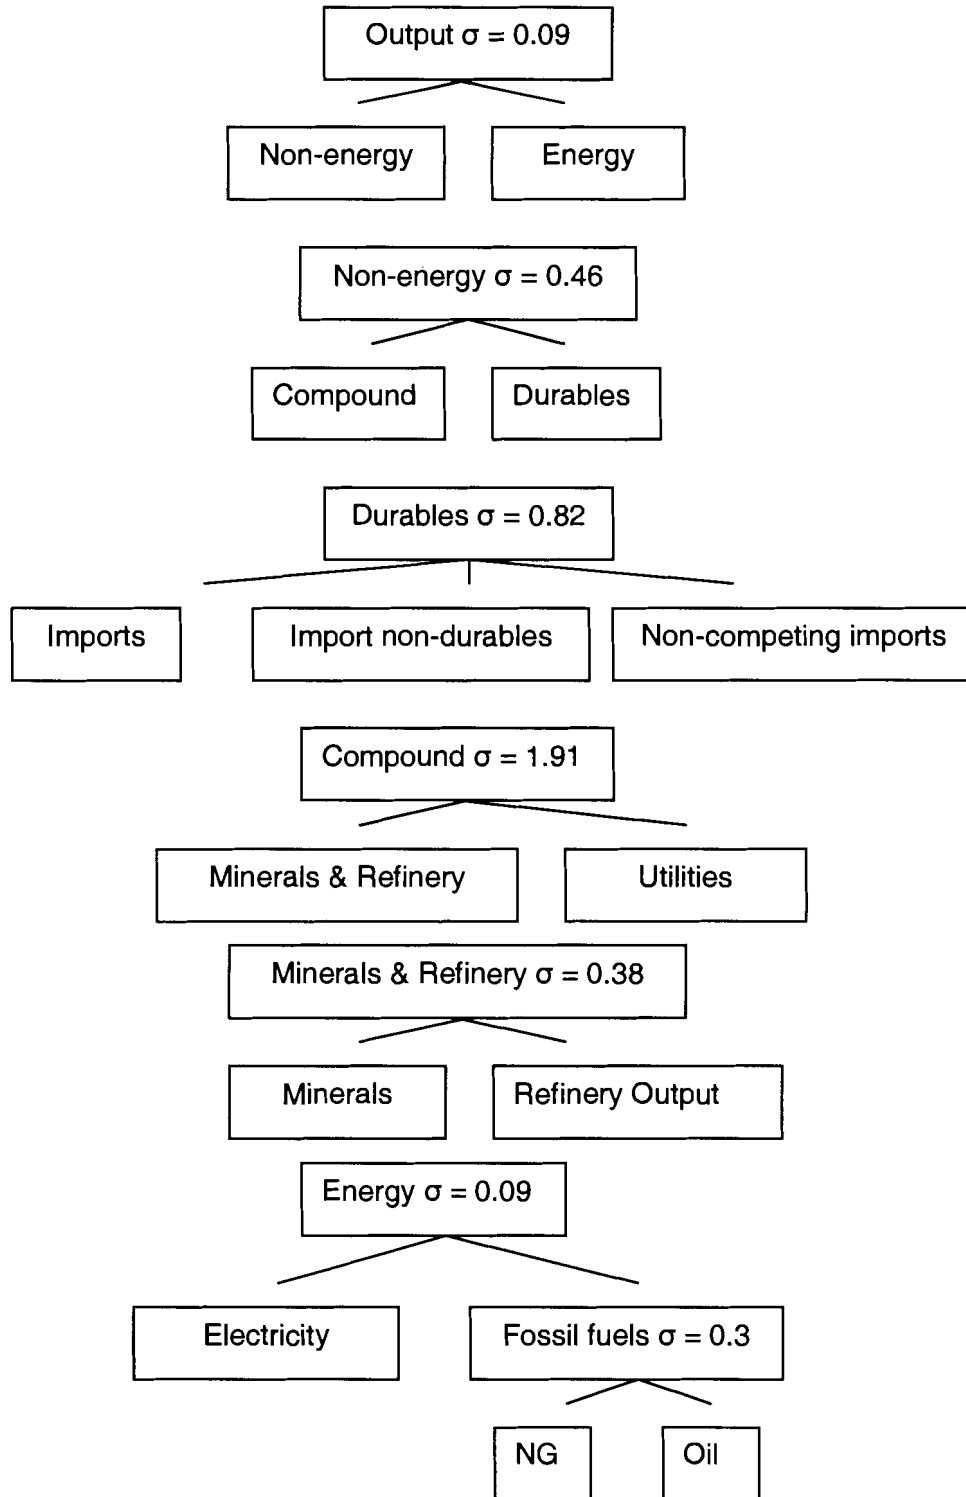 Output σ = 0.09
Non-energy Energy
Non-energy σ = 0.46
Compound Durables
Durables σ = 0.82
Imports Import non-durables Non-competing imports
Compound σ = 1.91
Minerals & Refinery Utilities
Minerals & Refinery σ = 0.38
Minerals Refinery Output
Energy σ = 0.09
Electricity Fossil fuels σ = 0.3
NG Oil